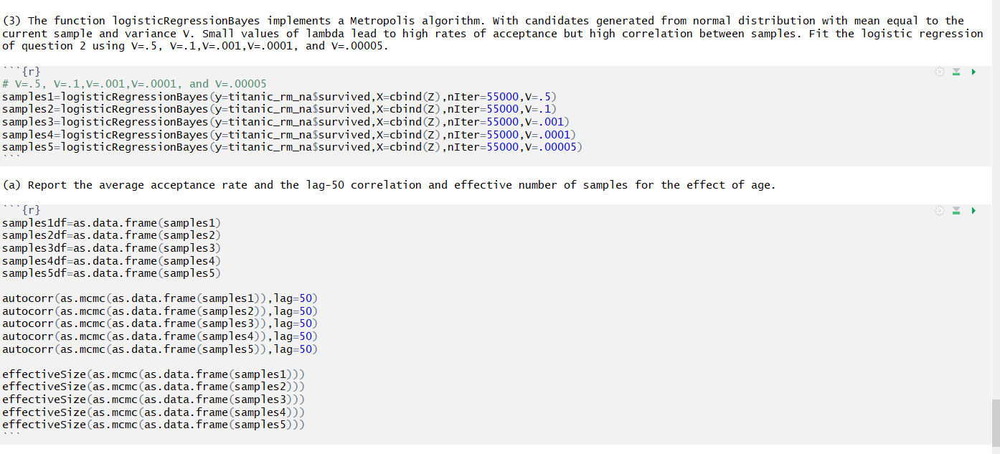 (3) The function logisticRegressionBayes implements a Metropolis algorithm. With candidates generated from normal distribution with mean equal to the
current sample and variance V. Small values of lambda lead to high rates of acceptance but high correlation between samples. Fit the logistic regression
of question 2 using V=.5, V=.1,V=.001,V=.0001, and V=.00005.
```{r}
# V=.5, V=.1,V=.001,V=.0001, and V=.00005
samples1=logisticRegressionBayes(y=titanic_rm_na$survived,X=cbind(Z),nIter=55000,V=.5)
samples2=logisticRegressionBayes(y=titanic_rm_na$survived,X=cbind(Z),nIter=55000,V=.1)
samples3=logisticRegressionBayes(y=titanic_rm_na$survived,X=cbind(Z),nIter=55000,V=.001)
samples4=logisticRegressionBayes(y=titanic_rm_na$survived,X=cbind(Z),nIter=55000,V=.0001)
samples5=logisticRegressionBayes(y=titanic_rm_na$survived,X=cbind(Z),nIter=55000,V=.00005)
```
(a) Report the average acceptance rate and the lag-50 correlation and effective number of samples for the effect of age.
```{r}
samples1df=as.data.frame(samples1)
samples2df=as.data.frame(samples2)
samples3df=as.data.frame(samples3)
samples4df=as.data.frame(samples4)
samples5df=as.data.frame(samples5)
autocorr(as.mcmc(as.data.frame(samples1)),lag=50)
autocorr(as.mcmc(as.data.frame(samples2)),lag=50)
autocorr(as.mcmc(as.data.frame(samples3)),lag=50)
autocorr(as.mcmc(as.data.frame(samples4)),lag=50)
autocorr(as.mcmc(as.data.frame(samples5)),lag=50)
effectiveSize(as.mcmc(as.data.frame(samples1)))
effectiveSize(as.mcmc(as.data.frame(samples2)))
effectiveSize(as.mcmc(as.data.frame(samples3)))
effectiveSize(as.mcmc(as.data.frame(samples4)))
effectiveSize(as.mcmc(as.data.frame(samples5)))
```